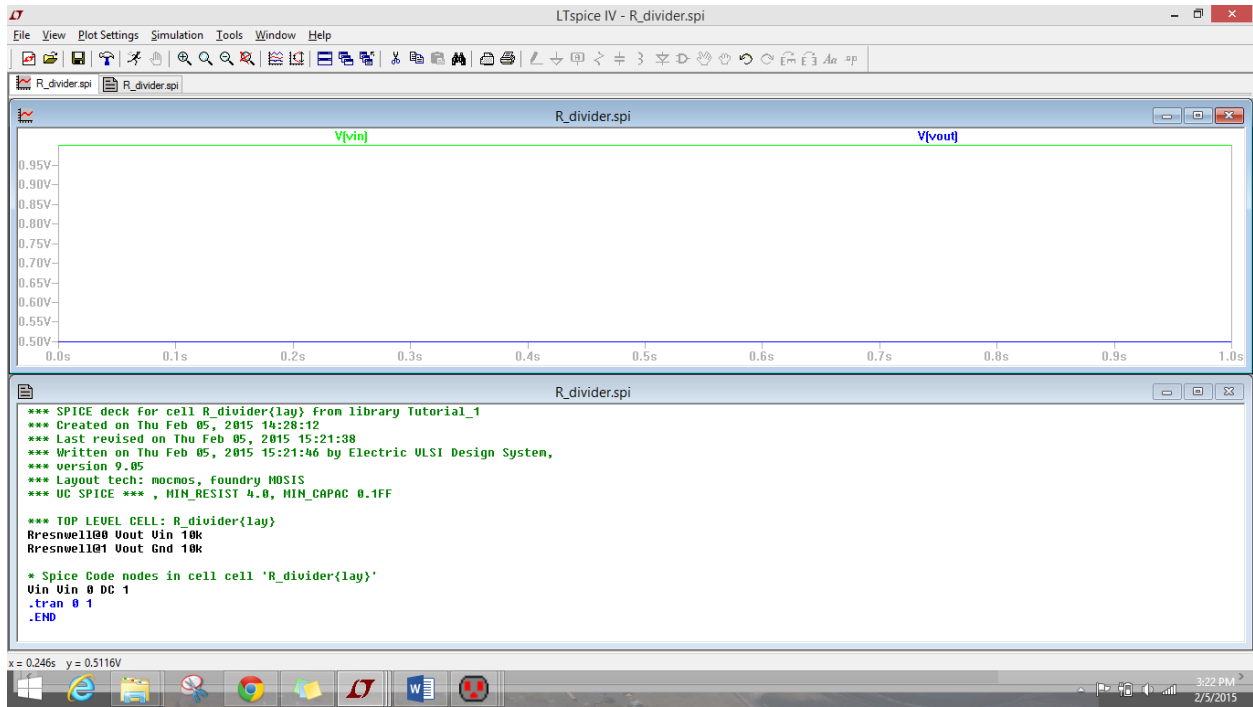 LTspice IV - R_divider.spi
File View Plot Settings Simulation Tools Window Help
R_divider.spi R_divider.spi
R_divider.spi
V(vin) V(vout)
0.95V
0.90V
0.85V
0.80V
0.75V
0.70V
0.65V
0.60V
0.55V
0.50V
0.0s 0.1s 0.2s 0.3s 0.4s 0.5s 0.6s 0.7s 0.8s 0.9s 1.0s
R_divider.spi
*** SPICE deck for cell R_divider{lay} from library Tutorial_1
*** Created on Thu Feb 05, 2015 14:28:12
*** Last revised on Thu Feb 05, 2015 15:21:38
*** Written on Thu Feb 05, 2015 15:21:46 by Electric VLSI Design System,
*** version 9.05
*** Layout tech: mocmos, foundry MOSIS
*** UC SPICE *** , MIN_RESIST 4.0, MIN_CAPAC 0.1FF
*** TOP LEVEL CELL: R_divider{lay}
Rresnwell@0 Vout Vin 10k
Rresnwell@1 Vout Gnd 10k
* Spice Code nodes in cell cell 'R_divider{lay}'
Vin Vin 0 DC 1
.tran 0 1
.END
x = 0.246s y = 0.5116V
3:22 PM
2/5/2015